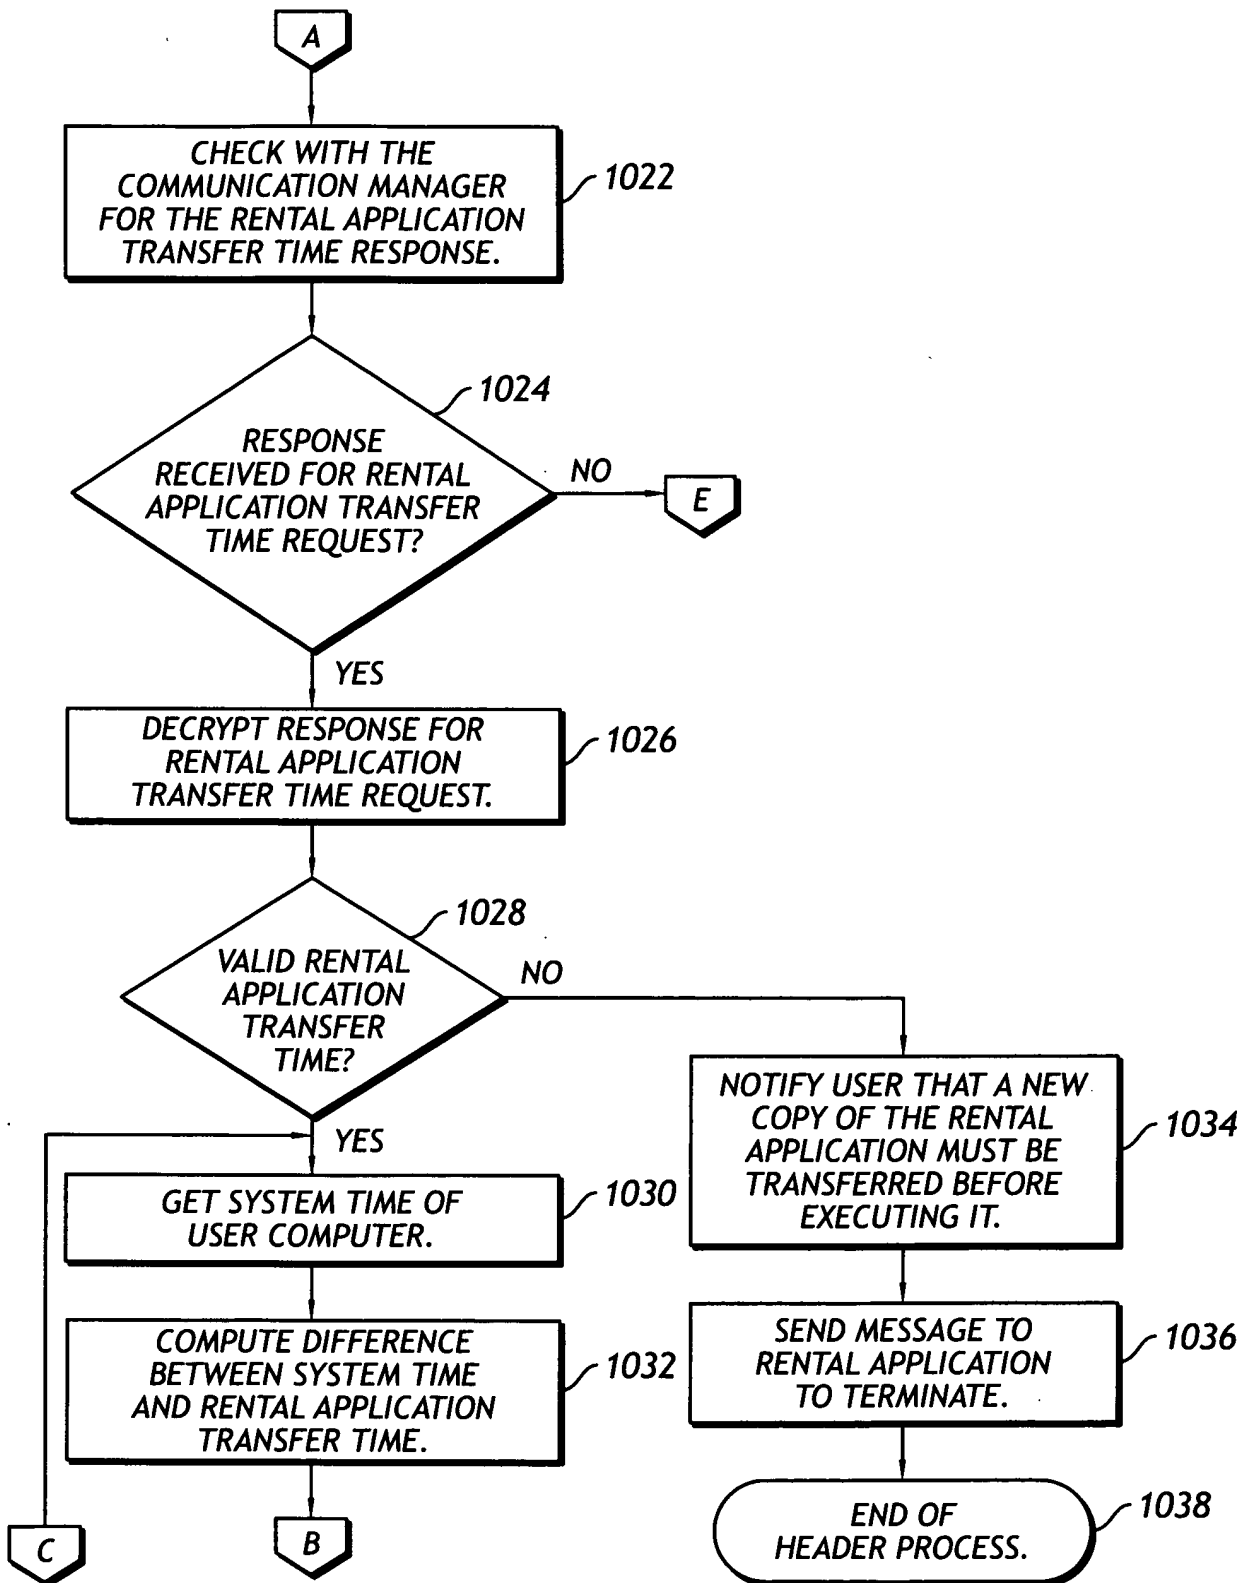 A
CHECK WITH THE
COMMUNICATION MANAGER
FOR THE RENTAL APPLICATION
TRANSFER TIME RESPONSE.
1022
1024
RESPONSE
RECEIVED FOR RENTAL
APPLICATION TRANSFER
TIME REQUEST?
NO
E
YES
DECRYPT RESPONSE FOR
RENTAL APPLICATION
TRANSFER TIME REQUEST.
1026
1028
VALID RENTAL
APPLICATION
TRANSFER
TIME?
NO
YES
GET SYSTEM TIME OF
USER COMPUTER.
1030
COMPUTE DIFFERENCE
BETWEEN SYSTEM TIME
AND RENTAL APPLICATION
TRANSFER TIME.
1032
C
B
NOTIFY USER THAT A NEW
COPY OF THE RENTAL
APPLICATION MUST BE
TRANSFERRED BEFORE
EXECUTING IT.
1034
SEND MESSAGE TO
RENTAL APPLICATION
TO TERMINATE.
1036
END OF
HEADER PROCESS.
1038